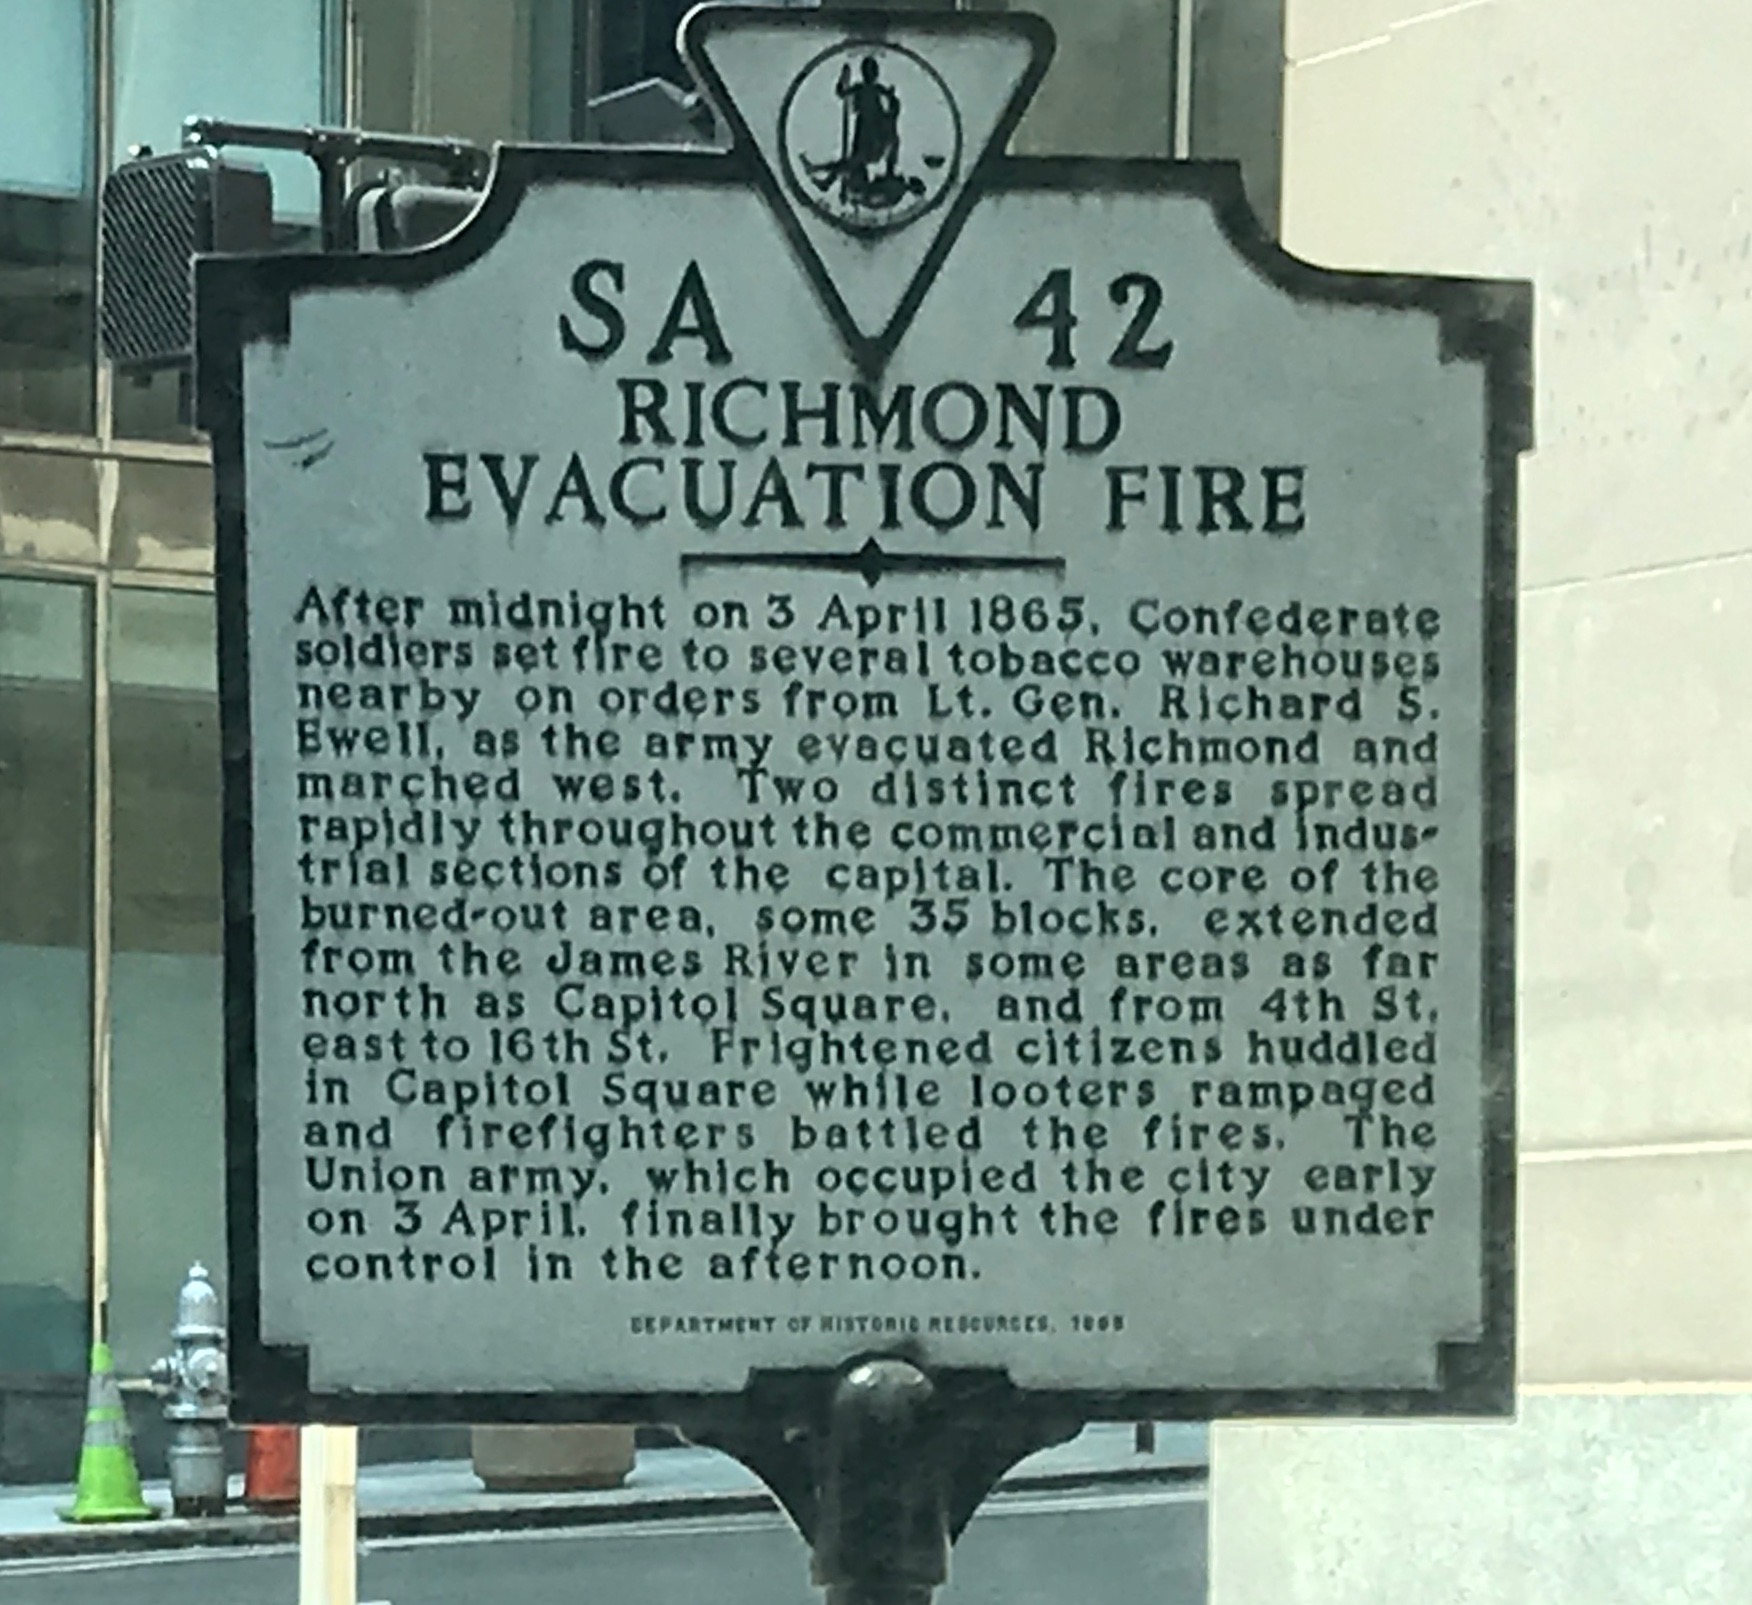 SA 42
RICHMOND
EVACUATION FIRE
After midnight on 3 April 1865, Confederate
soldiers set fire to several tobacco warehouses
nearby on orders from Lt. Gen. Richard S.
Ewell, as the army evacuated Richmond and
marched west. Two distinct fires spread
rapidly throughout the commercial and indus-
trial sections of the capital. The core of the
burned-out area, some 35 blocks, extended
from the James River in some areas as far
north as Capitol Square, and from 4th St.
east to 16th St. Frightened citizens huddled
in Capitol Square while looters rampaged
and firefighters battled the fires. The
Union army, which occupied the city early
on 3 April, finally brought the fires under
control in the afternoon.
DEPARTMENT OF HISTORIC RESOURCES,